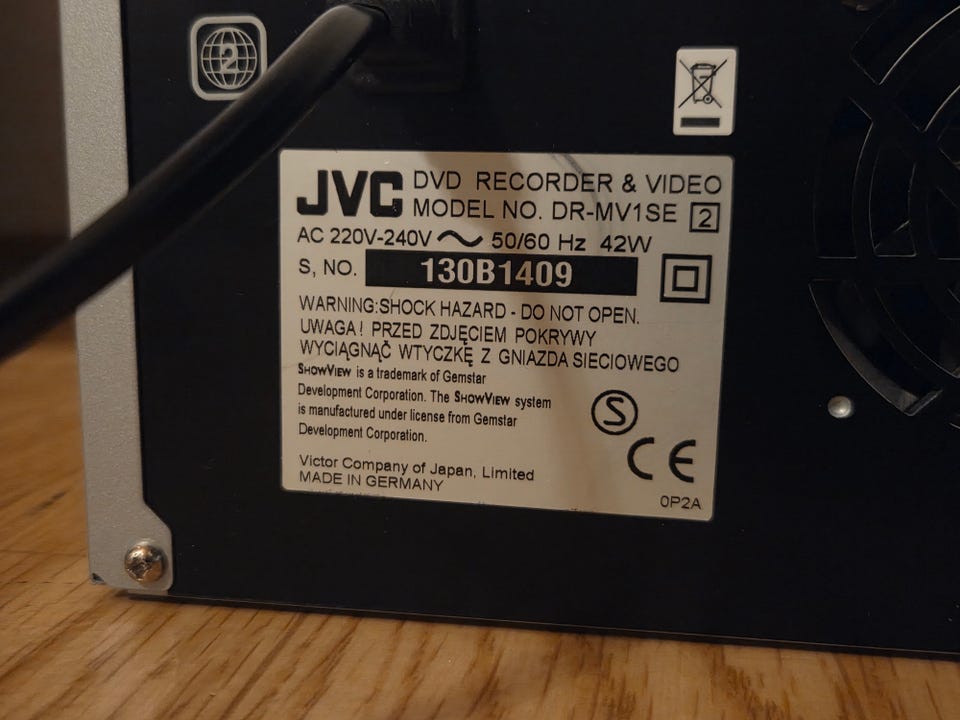 2
JVC
DVD RECORDER & VIDEO
MODEL NO. DR-MV1SE 2
AC 220V-240V 50/60 Hz 42W
S, NO. 130B1409
WARNING:SHOCK HAZARD - DO NOT OPEN.
UWAGA! PRZED ZDJĘCIEM POKRYWY
WYCIĄGNĄČ WTYCZKĘ Z GNIAZDA SIECIOWEGO
SHOWVIEW is a trademark of Gemstar
Development Corporation. The SHOWVIEW system
is manufactured under license from Gemstar
Development Corporation.
S
CE
Victor Company of Japan, Limited
MADE IN GERMANY
0P2A